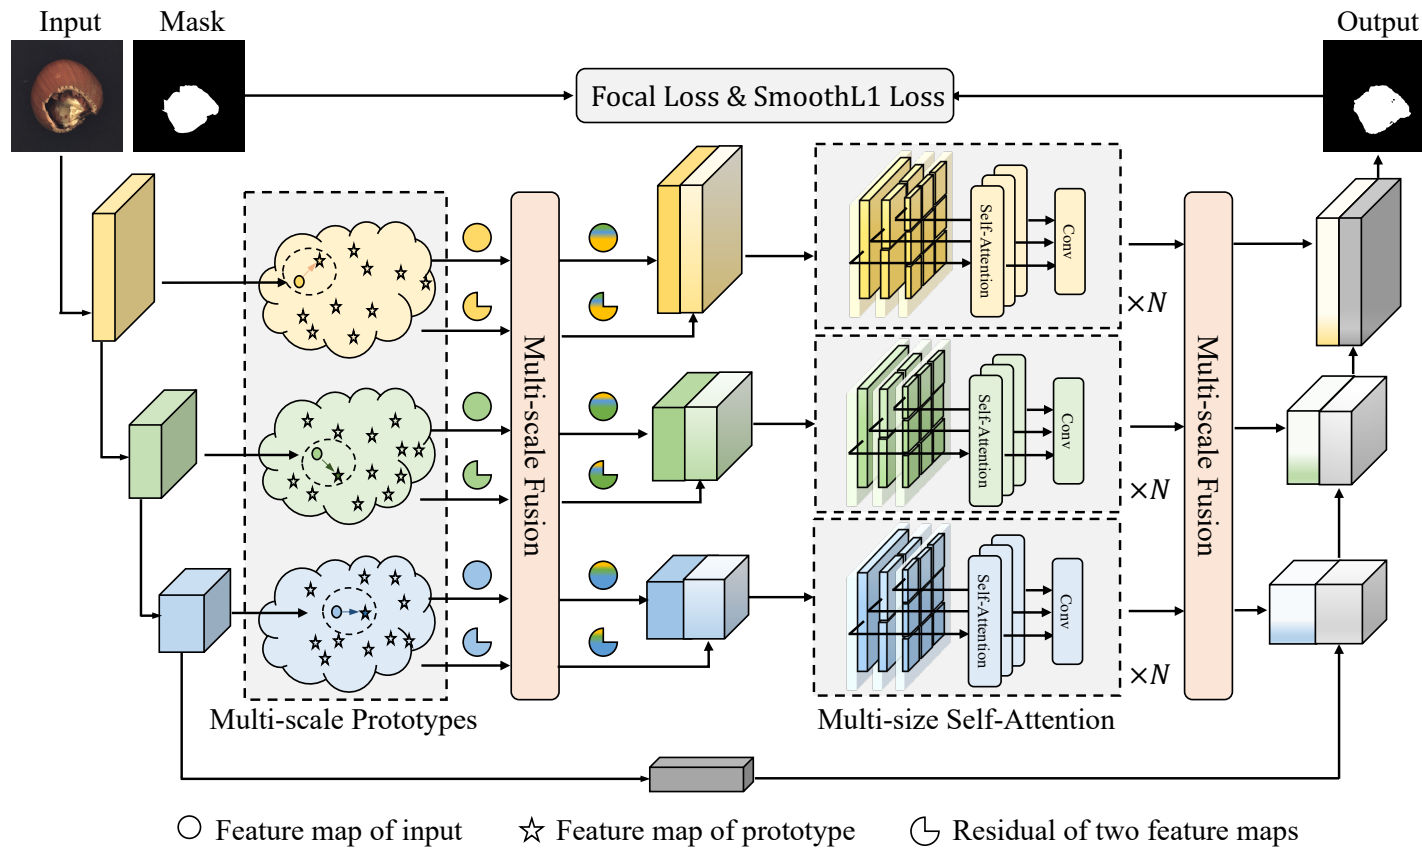 Input
Mask
Output
Focal Loss & SmoothL1 Loss
Self-Attention
Conv
×N
Multi-scale Fusion
Multi-scale Fusion
Self-Attention
Conv
×N
Self-Attention
Conv
×N
Multi-scale Prototypes
Multi-size Self-Attention
Feature map of input
Feature map of prototype
Residual of two feature maps